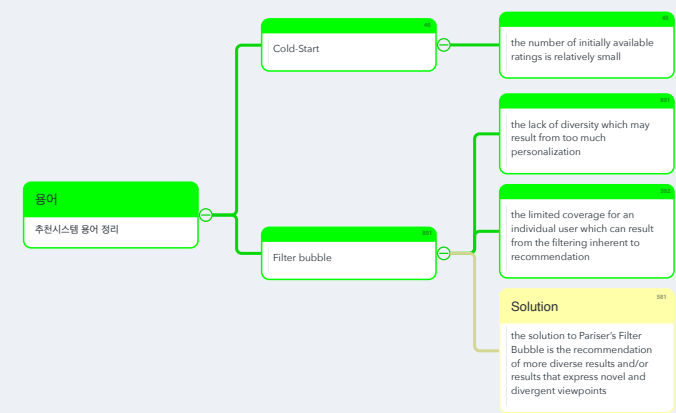 용어
추천시스템 용어 정리
Cold-Start
the number of initially available
ratings is relatively small
Filter bubble
the lack of diversity which may
result from too much
personalization
the limited coverage for an
individual user which can result
from the filtering inherent to
recommendation
581
Solution
the solution to Pariser's Filter
Bubble is the recommendation
of more diverse results and/or
results that express novel and
divergent viewpoints